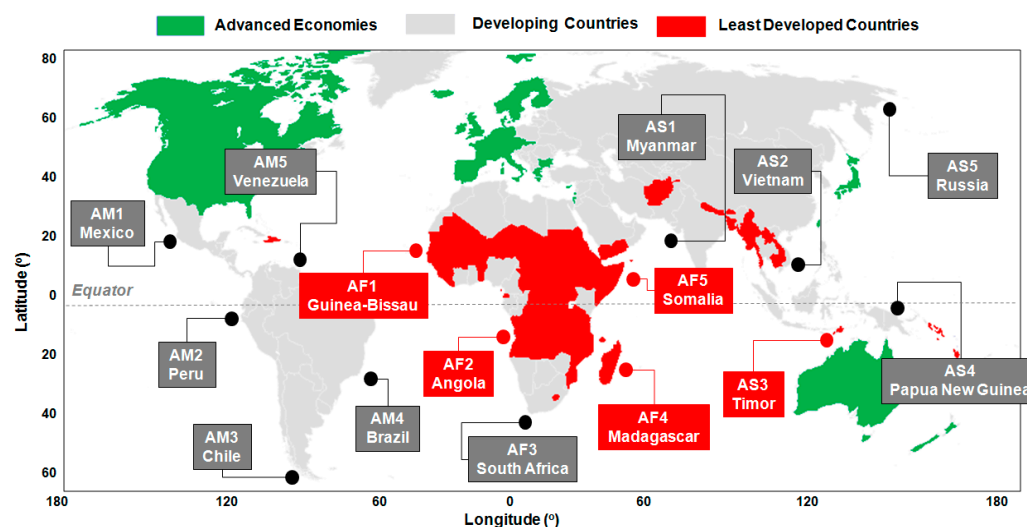 Advanced Economies
Developing Countries
Least Developed Countries
80
60
40
20
0
20
40
60
Latitude (º)
AM5
Venezuela
AS1
Myanmar
AS2
Vietnam
AS5
Russia
AM1
Mexico
AF1
Guinea-Bissau
AF5
Somalia
Equator
AM2
Peru
AF2
Angola
AS3
Timor
AS4
Papua New Guinea
AM4
Brazil
AF4
Madagascar
AM3
Chile
AF3
South Africa
180
120
60
0
60
120
180
Longitude (º)